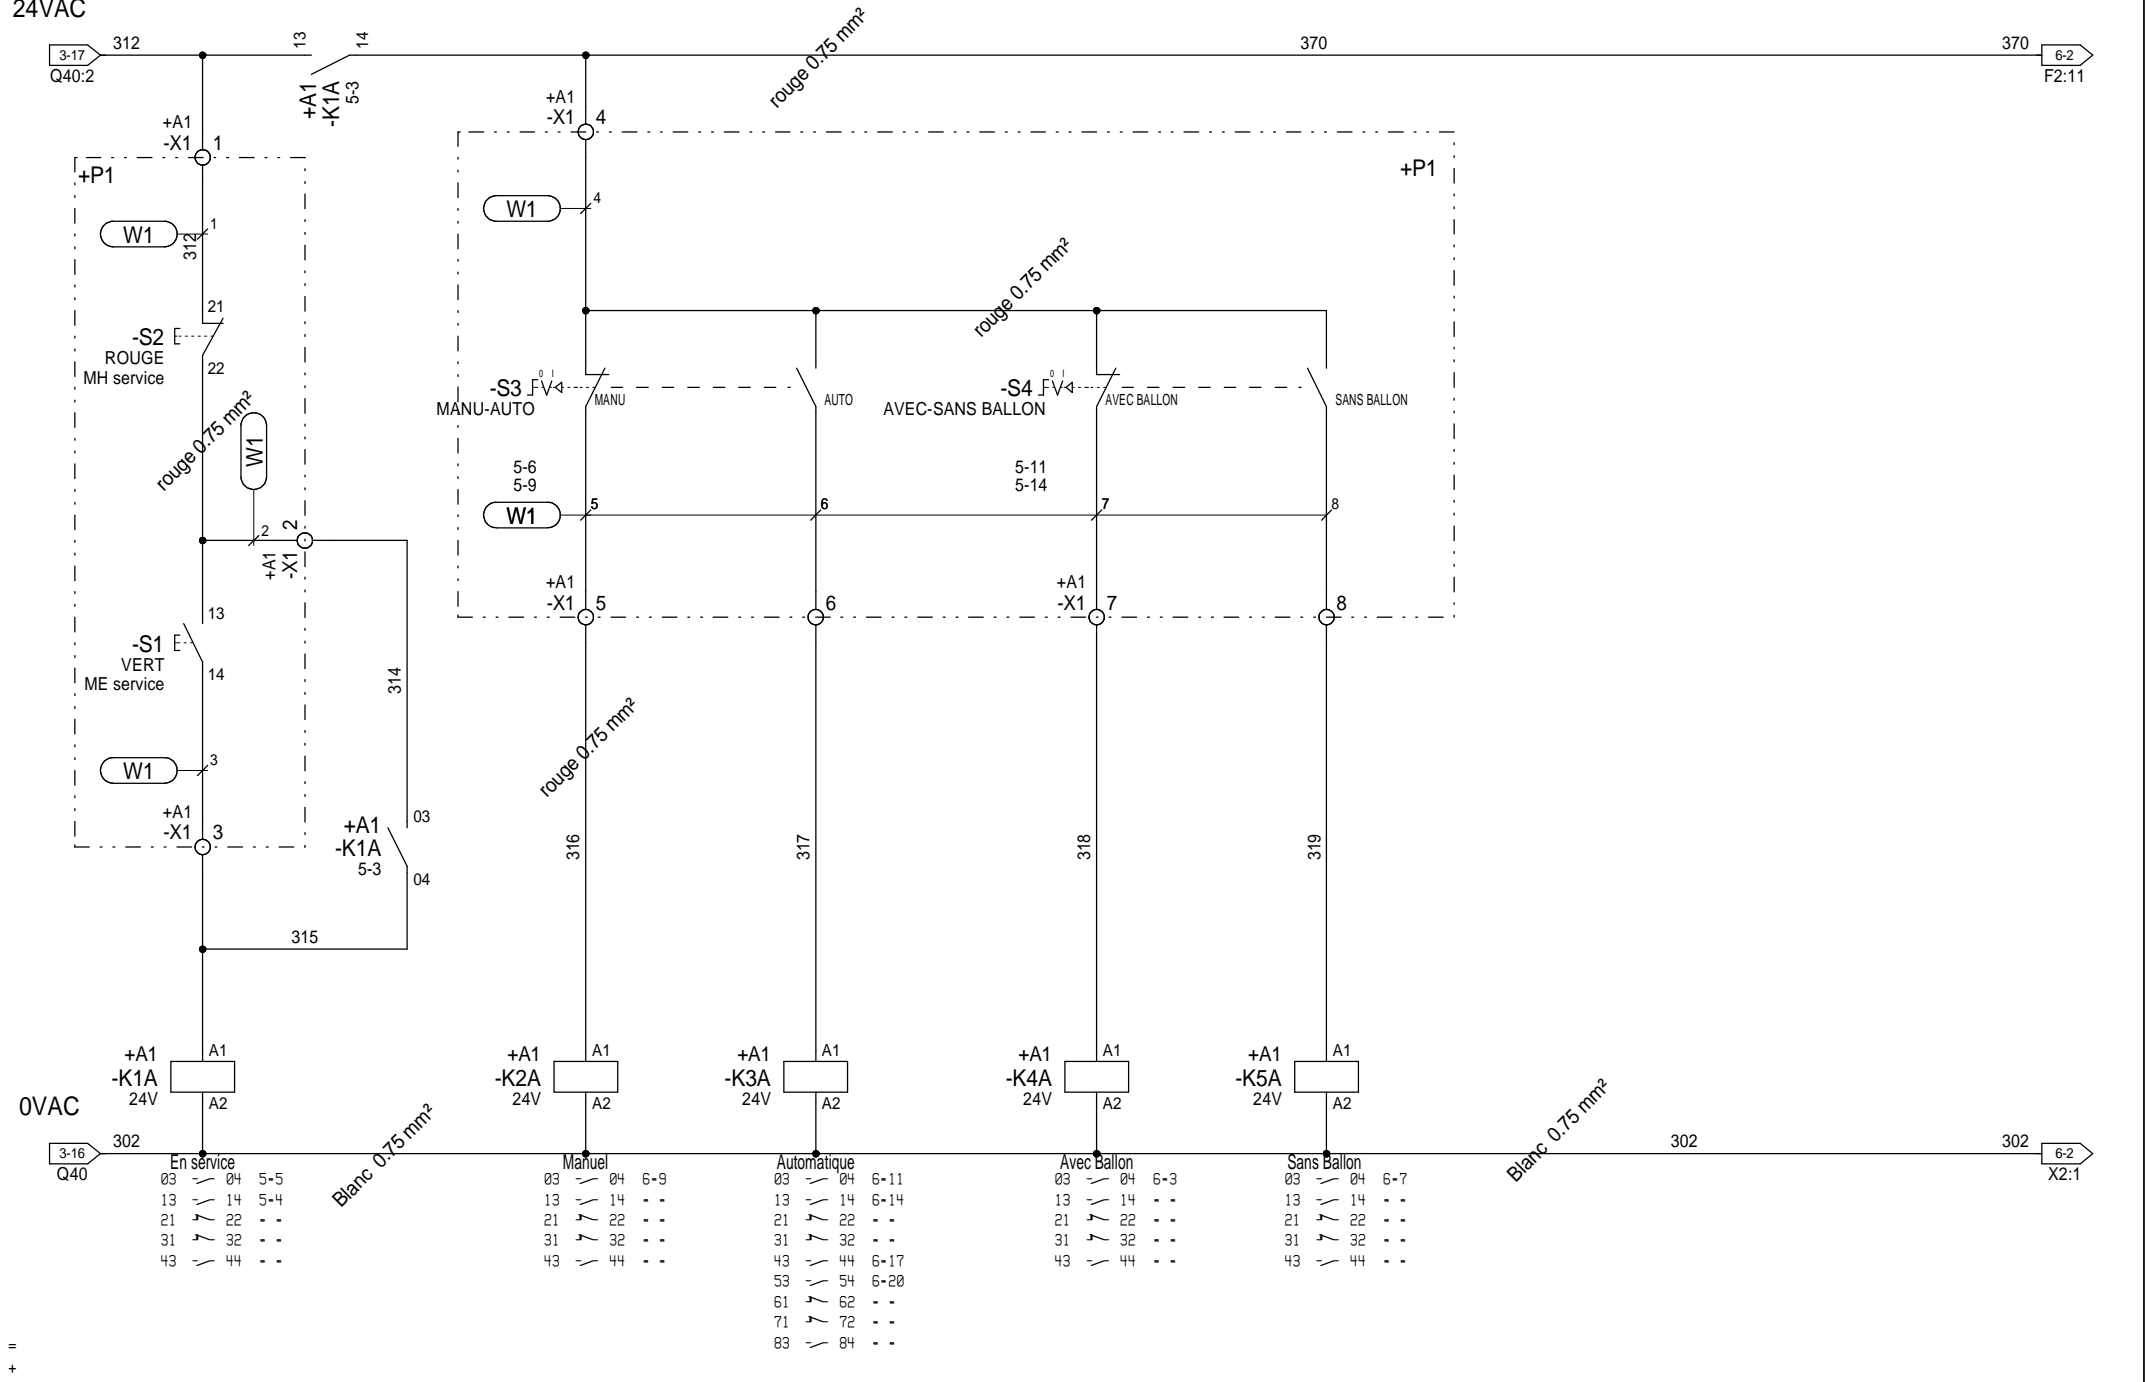 24VAC
3-17
Q40:2
312
13
14
+A1
-K1A
5-3
370
370
6-2
F2:11
rouge 0.75 mm²
+A1
-X1
1
+P1
W1
1
312
-S2
ROUGE
MH service
21
22
rouge 0.75 mm²
W1
2
2
+A1
-X1
-S1
VERT
ME service
13
14
W1
3
+A1
-X1
3
314
+A1
-K1A
5-3
03
04
315
+A1
-X1
4
+P1
W1
4
rouge 0.75 mm²
-S3
MANU-AUTO
0 I
MANU
AUTO
-S4
AVEC-SANS BALLON
0 I
AVEC BALLON
SANS BALLON
5-6
5-9
5-11
5-14
W1
5
6
7
8
+A1
-X1
5
6
+A1
-X1
7
8
rouge 0.75 mm²
316
317
318
319
+A1
-K1A
24V
A1
A2
+A1
-K2A
24V
A1
A2
+A1
-K3A
24V
A1
A2
+A1
-K4A
24V
A1
A2
+A1
-K5A
24V
A1
A2
0VAC
3-16
Q40
302
Blanc 0.75 mm²
Blanc 0.75 mm²
302
302
6-2
X2:1
En service
03 04 5-5
13 14 5-4
21 22 - -
31 32 - -
43 44 - -
Manuel
03 04 6-9
13 14 - -
21 22 - -
31 32 - -
43 44 - -
Automatique
03 04 6-11
13 14 6-14
21 22 - -
31 32 - -
43 44 6-17
53 54 6-20
61 62 - -
71 72 - -
83 84 - -
Avec Ballon
03 04 6-3
13 14 - -
21 22 - -
31 32 - -
43 44 - -
Sans Ballon
03 04 6-7
13 14 - -
21 22 - -
31 32 - -
43 44 - -
=
+